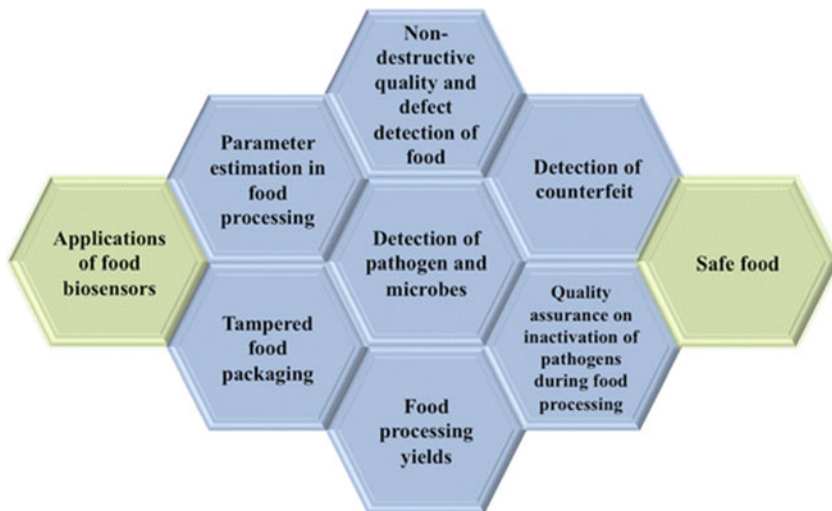 Non-
destructive
quality and
defect
detection of
food
Parameter
estimation in
food
processing
Detection of
counterfeit
Applications
of food
biosensors
Detection of
pathogen and
microbes
Safe food
Tampered
food
packaging
Quality
assurance on
inactivation of
pathogens
during food
processing
Food
processing
yields